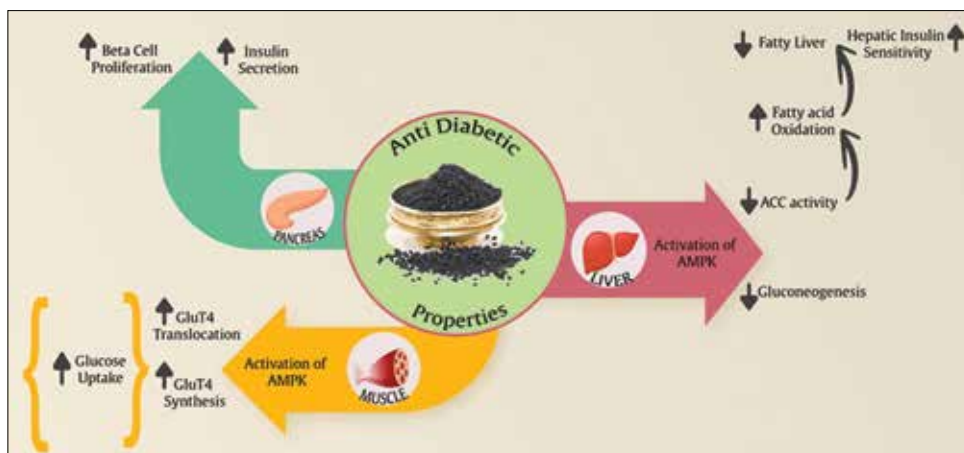 Beta Cell
Proliferation
Insulin
Secretion
PANCREAS
Anti Diabetic
Properties
Fatty Liver
Hepatic Insulin
Sensitivity
Fatty acid
Oxidation
ACC activity
LIVER
Activation of
AMPK
Gluconeogenesis
GluT4
Translocation
Glucose
Uptake
GluT4
Synthesis
Activation of
AMPK
MUSCLE